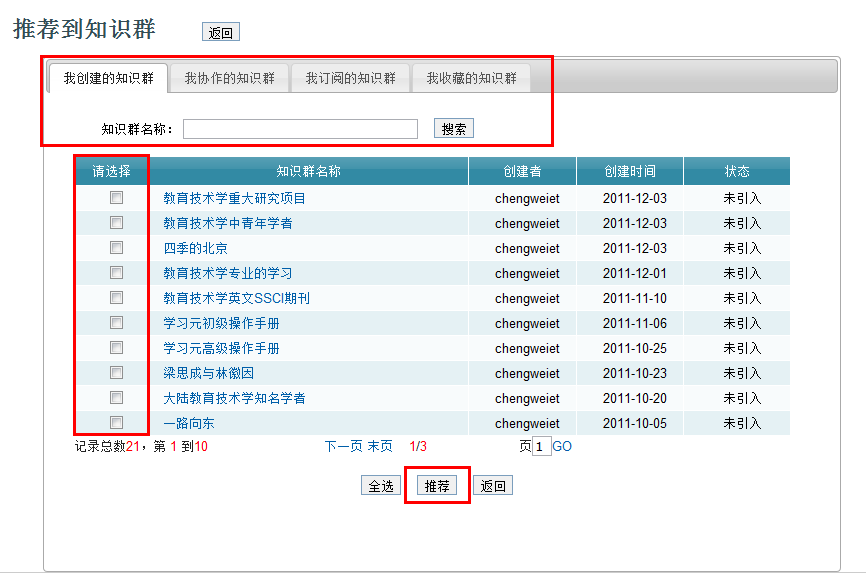 推荐到知识群 返回
我创建的知识群 我协作的知识群 我订阅的知识群 我收藏的知识群
知识群名称： 搜索
请选择 知识群名称 创建者 创建时间 状态
教育技术学重大研究项目 chengweiet 2011-12-03 未引入
教育技术学中青年学者 chengweiet 2011-12-03 未引入
四季的北京 chengweiet 2011-12-03 未引入
教育技术学专业的学习 chengweiet 2011-12-01 未引入
教育技术学英文SSCI期刊 chengweiet 2011-11-10 未引入
学习元初级操作手册 chengweiet 2011-11-06 未引入
学习元高级操作手册 chengweiet 2011-10-25 未引入
梁思成与林徽因 chengweiet 2011-10-23 未引入
大陆教育技术学知名学者 chengweiet 2011-10-20 未引入
一路向东 chengweiet 2011-10-05 未引入
记录总数21，第 1 到10 下一页 末页 1/3 页 1 GO
全选 推荐 返回